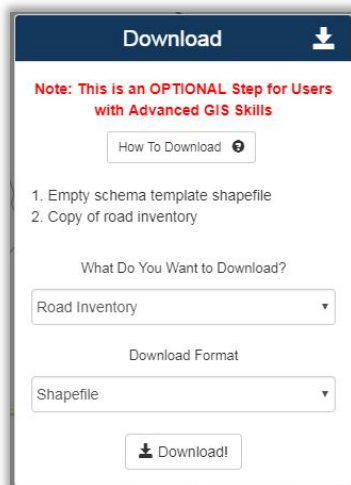 Download
Note: This is an OPTIONAL Step for Users
with Advanced GIS Skills
How To Download
1. Empty schema template shapefile
2. Copy of road inventory
What Do You Want to Download?
Road Inventory
Download Format
Shapefile
Download!